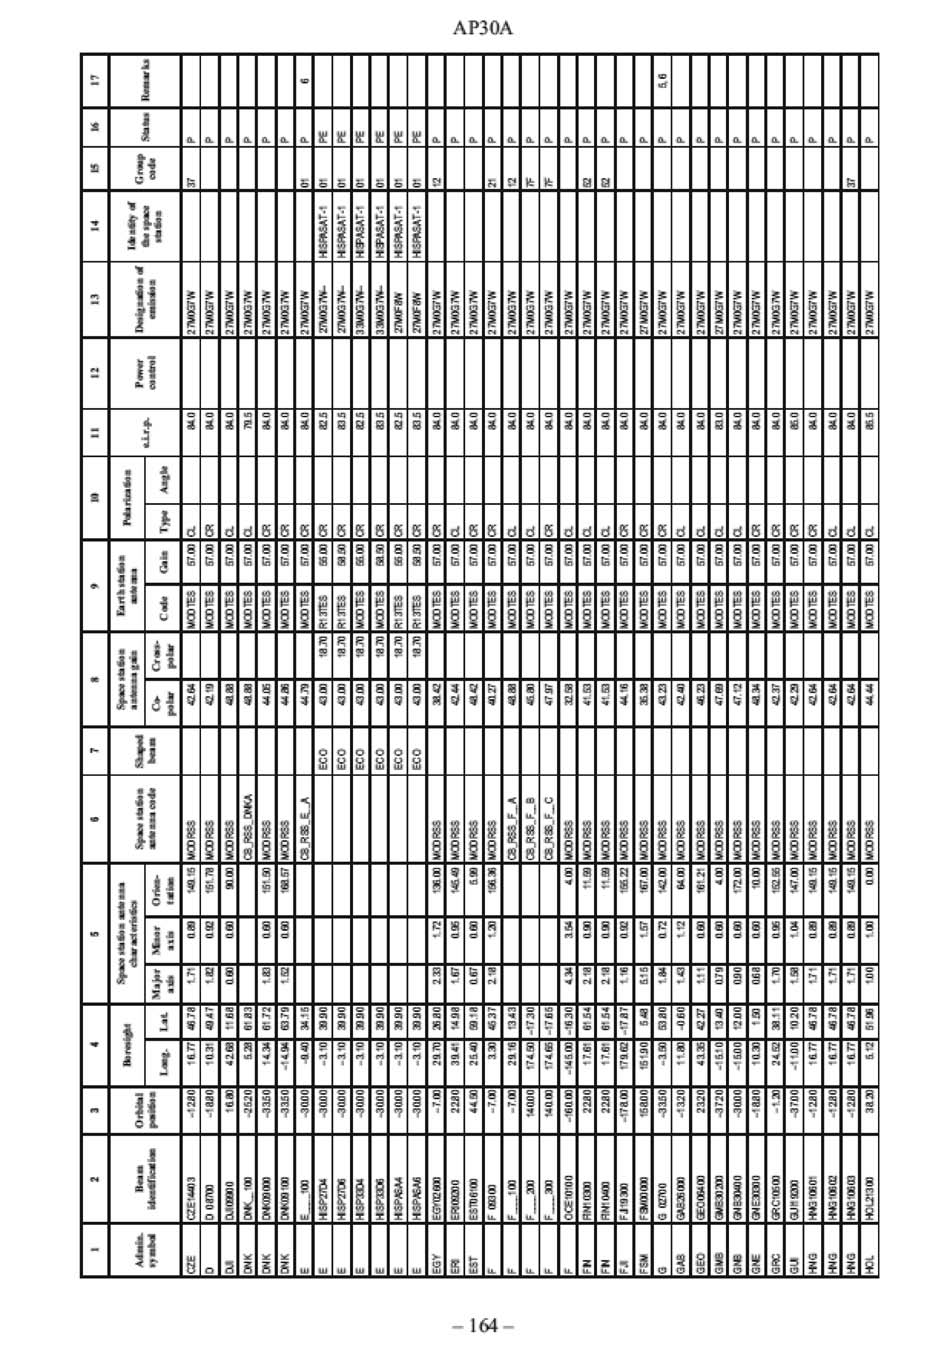 AP30A
1 2 3 4 5 6 7 8 9 10 11 12 13 14 15 16 17
Admin. symbol Beam identification Orbital position Boresight Space station antenna characteristics Space station antenna code Shaped beam Space station antenna gain Earth station antenna Polarization e.i.r.p. Power control Designation of emission Identity of the space station Group code Status Remarks
Long. Lat. Major axis Minor axis Orientation Co-polar Cross-polar Code Gain Type Angle
CZE CZE14403 –12.80 16.77 46.78 1.71 0.89 149.15 MODRSS 42.64 MODTES 57.00 CL 84.0 27M0G7W 37 P
D D 08700 –18.80 10.31 49.47 1.82 0.92 151.78 MODRSS 42.19 MODTES 57.00 CR 84.0 27M0G7W P
DJI DJI09900 16.80 42.68 11.68 0.60 0.60 90.00 MODRSS 48.88 MODTES 57.00 CL 84.0 27M0G7W P
DNK DNK__100 –25.20 5.28 61.83 CB_RSS_DNKA 48.88 MODTES 57.00 CL 79.5 27M0G7W P
DNK DNK09000 –33.50 14.34 61.72 1.83 0.60 151.50 MODRSS 44.05 MODTES 57.00 CR 84.0 27M0G7W P
DNK DNK09100 –33.50 –14.94 63.79 1.52 0.60 168.57 MODRSS 44.86 MODTES 57.00 CR 84.0 27M0G7W P
E E___100 –30.00 –9.40 34.15 CB_RSS_E__A 44.79 MODTES 57.00 CR 84.0 27M0G7W 01 P 6
E HISP27D4 –30.00 –3.10 39.90 ECO 43.00 18.70 R13TES 55.00 CR 82.5 27M0G7W-- HISPASAT-1 01 PE
E HISP27D6 –30.00 –3.10 39.90 ECO 43.00 18.70 R13TES 58.50 CR 83.5 27M0G7W-- HISPASAT-1 01 PE
E HISP33D4 –30.00 –3.10 39.90 ECO 43.00 18.70 MODTES 55.00 CR 82.5 33M0G7W-- HISPASAT-1 01 PE
E HISP33D6 –30.00 –3.10 39.90 ECO 43.00 18.70 MODTES 58.50 CR 83.5 33M0G7W-- HISPASAT-1 01 PE
E HISPASA4 –30.00 –3.10 39.90 ECO 43.00 18.70 R13TES 55.00 CR 82.5 27M0F8W HISPASAT-1 01 PE
E HISPASA6 –30.00 –3.10 39.90 ECO 43.00 18.70 R13TES 58.50 CR 83.5 27M0F8W HISPASAT-1 01 PE
EGY EGY02600 –7.00 29.70 26.80 2.33 1.72 136.00 MODRSS 38.42 MODTES 57.00 CR 84.0 27M0G7W 12 P
ERI ERI09200 22.80 39.41 14.98 1.67 0.95 145.49 MODRSS 42.44 MODTES 57.00 CL 84.0 27M0G7W P
EST EST06100 44.50 25.40 59.18 0.67 0.60 5.99 MODRSS 48.42 MODTES 57.00 CR 84.0 27M0G7W P
F F 09300 –7.00 3.30 45.37 2.18 1.20 156.36 MODRSS 40.27 MODTES 57.00 CR 84.0 27M0G7W 21 P
F F___100 –7.00 29.16 13.43 CB_RSS_F__A 48.88 MODTES 57.00 CL 84.0 27M0G7W 12 P
F F___200 140.00 174.50 –17.30 CB_RSS_F__B 45.80 MODTES 57.00 CL 84.0 27M0G7W 7F P
F F___300 140.00 174.65 –17.65 CB_RSS_F__C 47.97 MODTES 57.00 CR 84.0 27M0G7W 7F P
F OCE10100 –160.00 –145.00 –16.30 4.34 3.54 4.00 MODRSS 32.58 MODTES 57.00 CL 84.0 27M0G7W P
FIN FIN10300 22.80 17.61 61.54 2.18 0.90 11.59 MODRSS 41.53 MODTES 57.00 CL 84.0 27M0G7W 52 P
FIN FIN10400 22.80 17.61 61.54 2.18 0.90 11.59 MODRSS 41.53 MODTES 57.00 CL 84.0 27M0G7W 52 P
FJI FJI19300 –178.00 179.62 –17.87 1.16 0.92 155.22 MODRSS 44.16 MODTES 57.00 CR 84.0 27M0G7W P
FSM FSM00000 158.00 151.90 5.48 5.15 1.57 167.00 MODRSS 35.38 MODTES 57.00 CR 84.0 27M0G7W P
G G 02700 –33.50 –3.50 53.80 1.84 0.72 142.00 MODRSS 43.23 MODTES 57.00 CR 84.0 27M0G7W P 5, 6
GAB GAB26000 –13.20 11.80 –0.60 1.43 1.12 64.00 MODRSS 42.40 MODTES 57.00 CL 84.0 27M0G7W P
GEO GEO06400 23.20 43.35 42.27 1.11 0.60 161.21 MODRSS 46.23 MODTES 57.00 CL 84.0 27M0G7W P
GMB GMB30200 –37.20 –15.10 13.40 0.79 0.60 4.00 MODRSS 47.69 MODTES 57.00 CL 83.0 27M0G7W P
GNB GNB30400 –30.00 –15.00 12.00 0.90 0.60 172.00 MODRSS 47.12 MODTES 57.00 CL 84.0 27M0G7W P
GNE GNE30300 –18.80 10.30 1.50 0.68 0.60 10.00 MODRSS 48.34 MODTES 57.00 CR 84.0 27M0G7W P
GRC GRC10500 –1.20 24.52 38.11 1.70 0.95 152.55 MODRSS 42.37 MODTES 57.00 CR 84.0 27M0G7W P
GUI GUI19200 –37.00 –11.00 10.20 1.58 1.04 147.00 MODRSS 42.29 MODTES 57.00 CR 85.0 27M0G7W P
HNG HNG10601 –12.80 16.77 46.78 1.71 0.89 149.15 MODRSS 42.64 MODTES 57.00 CR 84.0 27M0G7W P
HNG HNG10602 –12.80 16.77 46.78 1.71 0.89 149.15 MODRSS 42.64 MODTES 57.00 CL 84.0 27M0G7W P
HNG HNG10603 –12.80 16.77 46.78 1.71 0.89 149.15 MODRSS 42.64 MODTES 57.00 CL 84.0 27M0G7W 37 P
HOL HOL21300 38.20 5.12 51.96 1.00 1.00 0.00 MODRSS 44.44 MODTES 57.00 CL 85.5 27M0G7W P
– 164 –